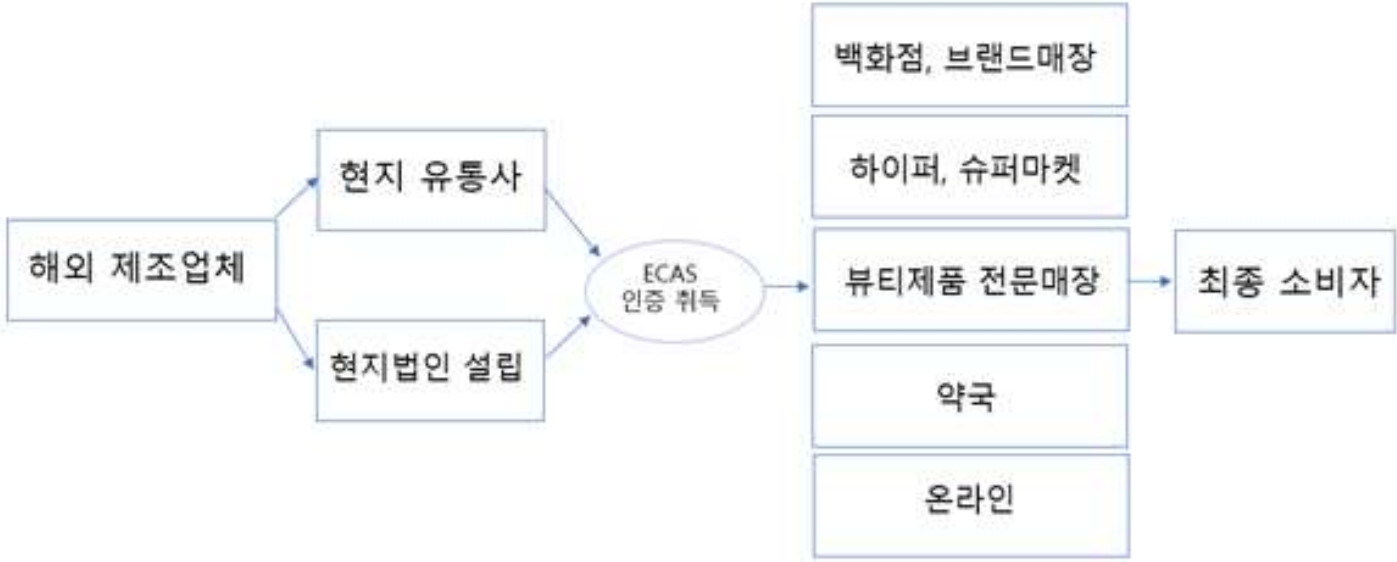 해외 제조업체
현지 유통사
현지법인 설립
ECAS
인증 취득
백화점, 브랜드매장
하이퍼, 슈퍼마켓
뷰티제품 전문매장
약국
온라인
최종 소비자